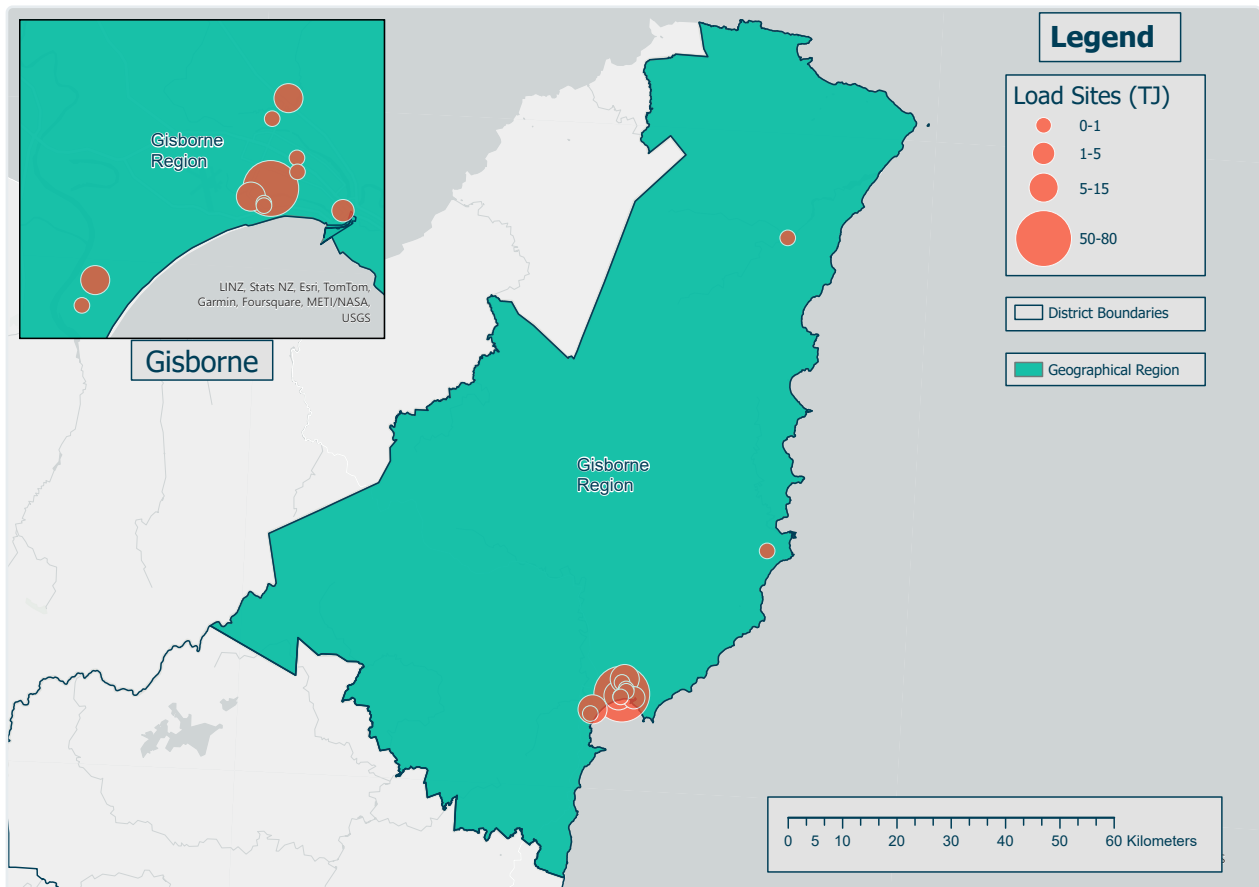 Gisborne
Region
LINZ, Stats NZ, Esri, TomTom,
Garmin, Foursquare, METI/NASA,
USGS
Gisborne
Legend
Load Sites (TJ)
0-1
1-5
5-15
50-80
District Boundaries
Geographical Region
Gisborne
Region
0 5 10 20 30 40 50 60 Kilometers